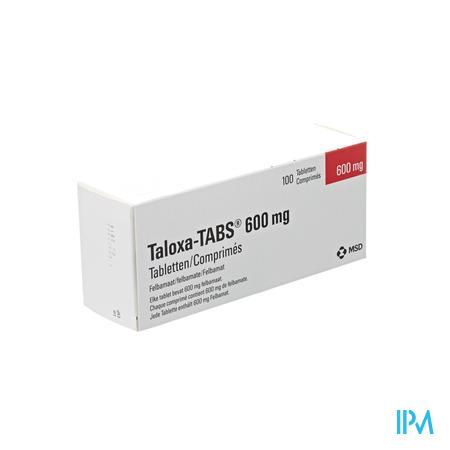 100 Tabletten
Comprimés
600 mg
Taloxa-TABS® 600 mg
Tabletten/Comprimés
MSD
Felbamaat/felbamate/Felbamat
Elke tablet bevat 600 mg felbamaat.
Chaque comprimé contient 600 mg de felbamate.
Jede Tablette enthält 600 mg Felbamat.
IPM